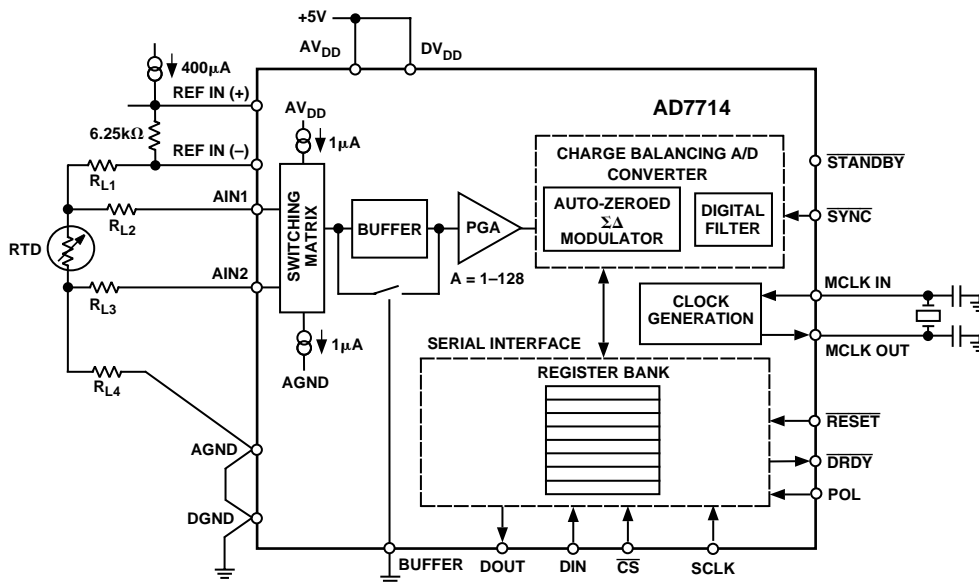 +5V
AVDD
DVDD
400µA
REF IN (+)
6.25kΩ
REF IN (–)
RL1
AIN1
RL2
RTD
AIN2
RL3
RL4
AGND
DGND
AVDD
1µA
SWITCHING
MATRIX
1µA
AGND
BUFFER
PGA
A = 1–128
AD7714
CHARGE BALANCING A/D
CONVERTER
AUTO-ZEROED
ΣΔ
MODULATOR
DIGITAL
FILTER
STANDBY
SYNC
CLOCK
GENERATION
MCLK IN
MCLK OUT
SERIAL INTERFACE
REGISTER BANK
RESET
DRDY
POL
BUFFER
DOUT
DIN
CS
SCLK